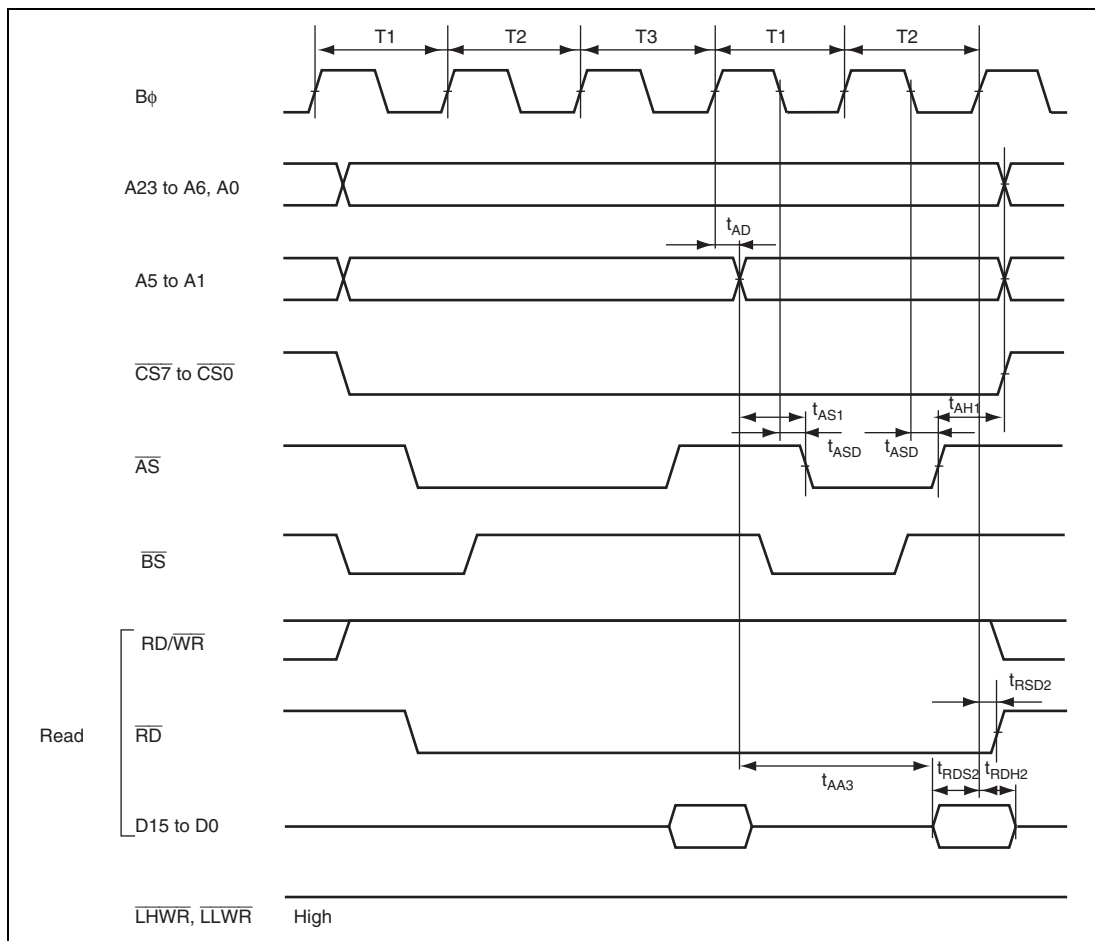 T1 T2 T3 T1 T2
Bφ
A23 to A6, A0
tAD
A5 to A1
CS7 to CS0
tAS1 tAH1
tASD tASD
AS
BS
RD/WR
tRSD2
Read
RD
tAA3 tRDS2 tRDH2
D15 to D0
LHWR, LLWR High